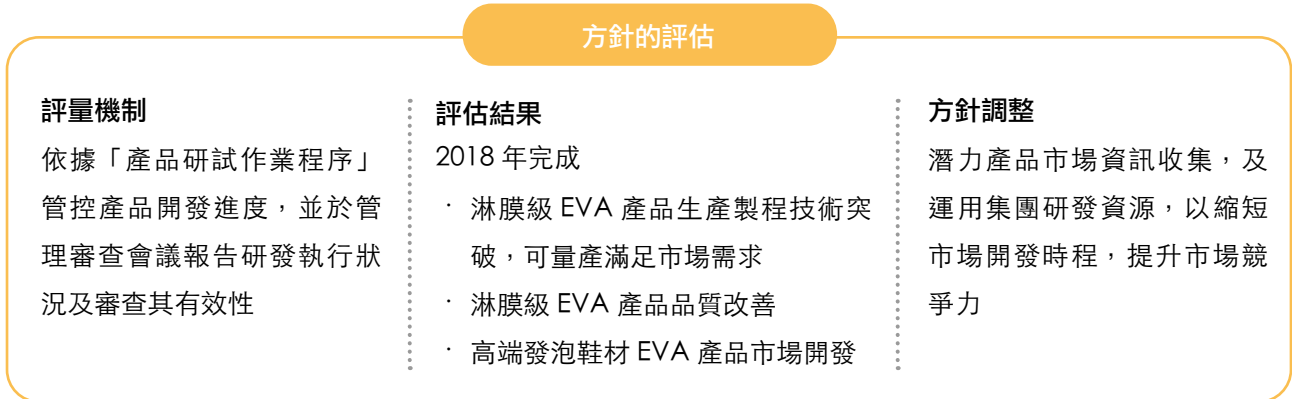 方針的評估
評量機制
依據「產品研試作業程序」
管控產品開發進度，並於管
理審查會議報告研發執行狀
況及審查其有效性
評估結果
2018 年完成
· 淋膜級 EVA 產品生產製程技術突
破，可量產滿足市場需求
· 淋膜級 EVA 產品品質改善
· 高端發泡鞋材 EVA 產品市場開發
方針調整
潛力產品市場資訊收集，及
運用集團研發資源，以縮短
市場開發時程，提升市場競
爭力